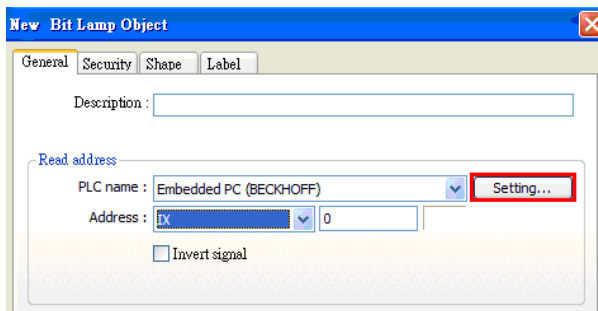 New Bit Lamp Object
General Security Shape Label
Description :
Read address
PLC name : Embedded PC (BECKHOFF) Setting...
Address : IX 0
Invert signal